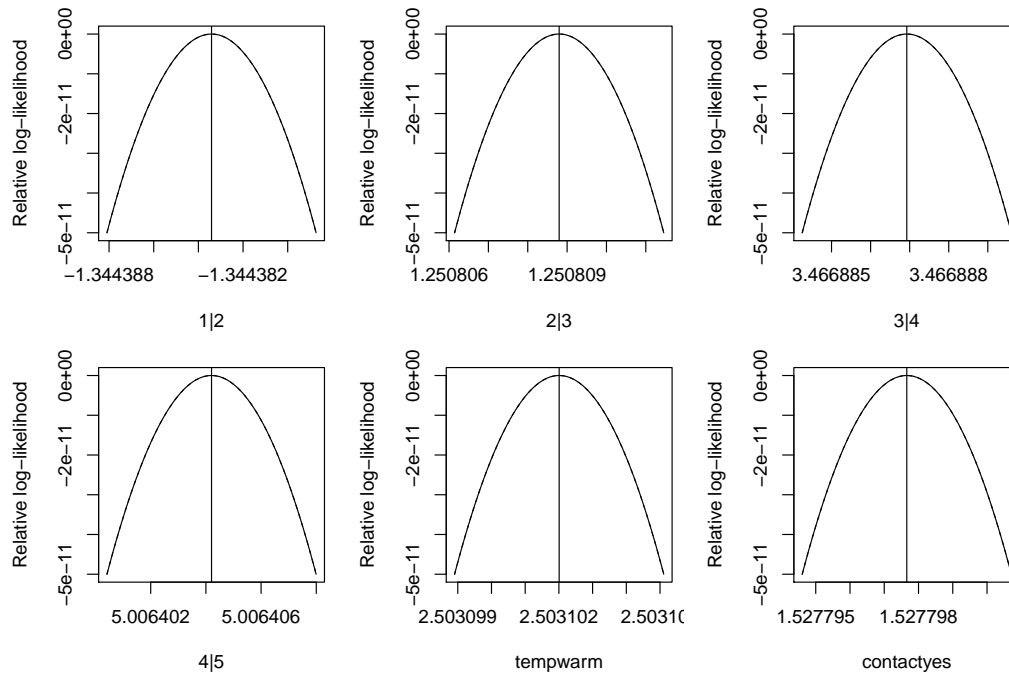 Relative log−likelihood
0e+00
−2e−11
−5e−11
−1.344388
−1.344382
1|2
Relative log−likelihood
0e+00
−2e−11
−5e−11
1.250806
1.250809
2|3
Relative log−likelihood
0e+00
−2e−11
−5e−11
3.466885
3.466888
3|4
Relative log−likelihood
0e+00
−2e−11
−5e−11
5.006402
5.006406
4|5
Relative log−likelihood
0e+00
−2e−11
−5e−11
2.503099
2.503102
tempwarm
Relative log−likelihood
0e+00
−2e−11
−5e−11
1.527795
1.527798
contactyes